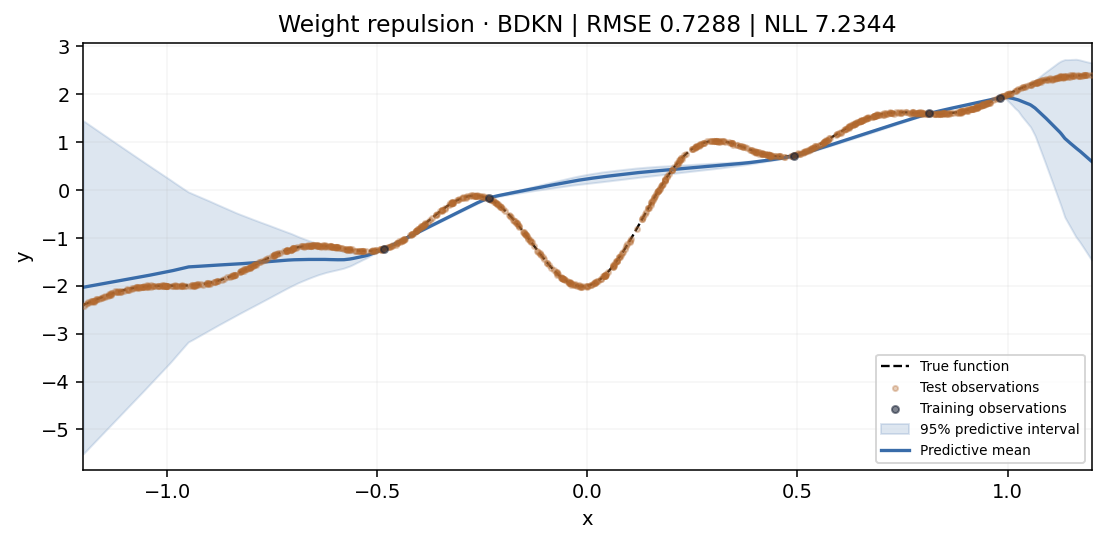 Weight repulsion · BDKN | RMSE 0.7288 | NLL 7.2344
3
2
1
0
−1
−2
−3
−4
−5
y
−1.0
−0.5
0.0
0.5
1.0
x
True function
Test observations
Training observations
95% predictive interval
Predictive mean